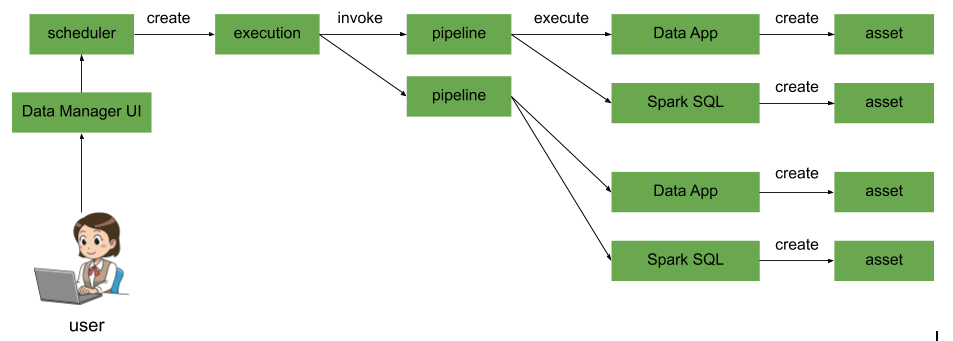 create
invoke
execute
create
scheduler
execution
pipeline
Data App
asset
create
Data Manager UI
pipeline
Spark SQL
asset
create
Data App
asset
create
Spark SQL
asset
user